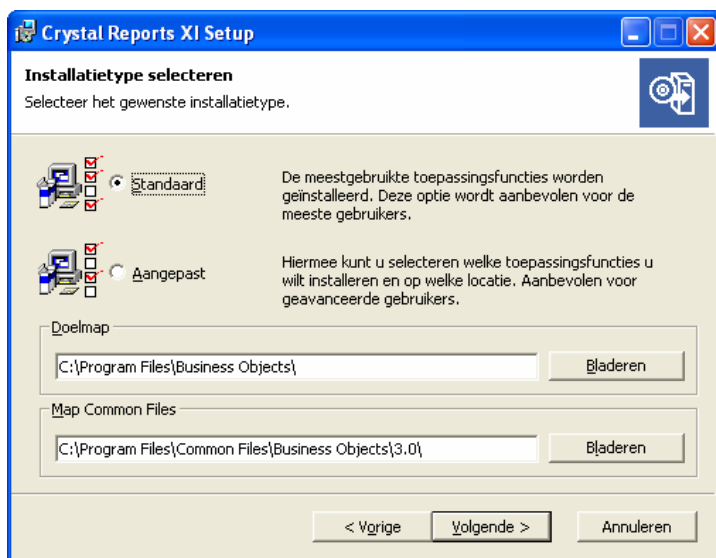 Crystal Reports XI Setup
Installatietype selecteren
Selecteer het gewenste installatietype.
Standaard
De meestgebruikte toepassingsfuncties worden
geïnstalleerd. Deze optie wordt aanbevolen voor de
meeste gebruikers.
Aangepast
Hiermee kunt u selecteren welke toepassingsfuncties u
wilt installeren en op welke locatie. Aanbevolen voor
geavanceerde gebruikers.
Doelmap
C:\Program Files\Business Objects\
Bladeren
Map Common Files
C:\Program Files\Common Files\Business Objects\3.0\
Bladeren
< Vorige
Volgende >
Annuleren